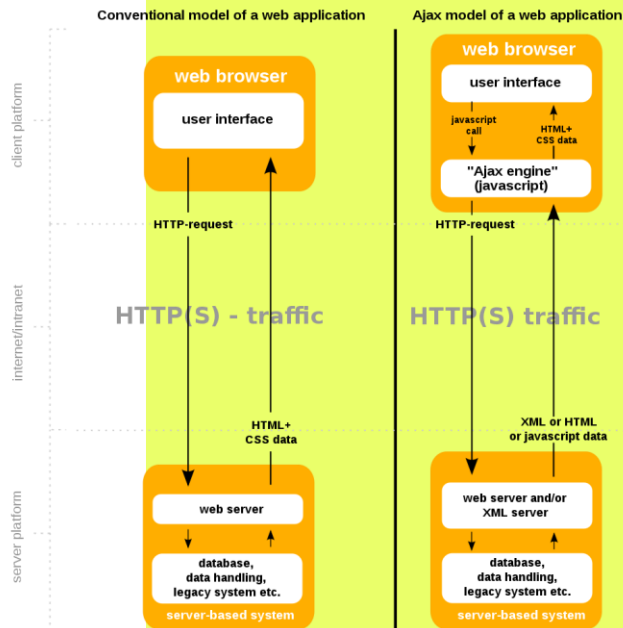 Conventional model of a web application
Ajax model of a web application
client platform
internet/intranet
server platform
web browser
user interface
HTTP-request
HTTP(S) - traffic
HTML+
CSS data
web server
database,
data handling,
legacy system etc.
server-based system
web browser
user interface
javascript
call
HTML+
CSS data
"Ajax engine"
(javascript)
HTTP-request
HTTP(S) traffic
XML or HTML
or javascript data
web server and/or
XML server
database,
data handling,
legacy system etc.
server-based system